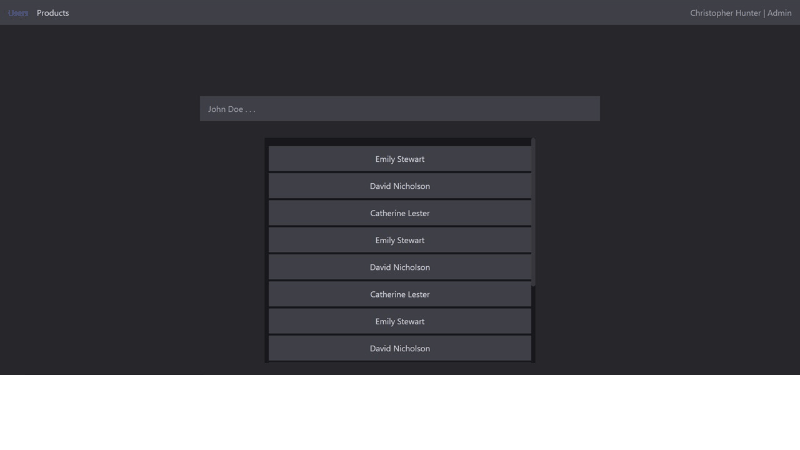 Users Products Christopher Hunter | Admin
John Doe . . .
Emily Stewart
David Nicholson
Catherine Lester
Emily Stewart
David Nicholson
Catherine Lester
Emily Stewart
David Nicholson